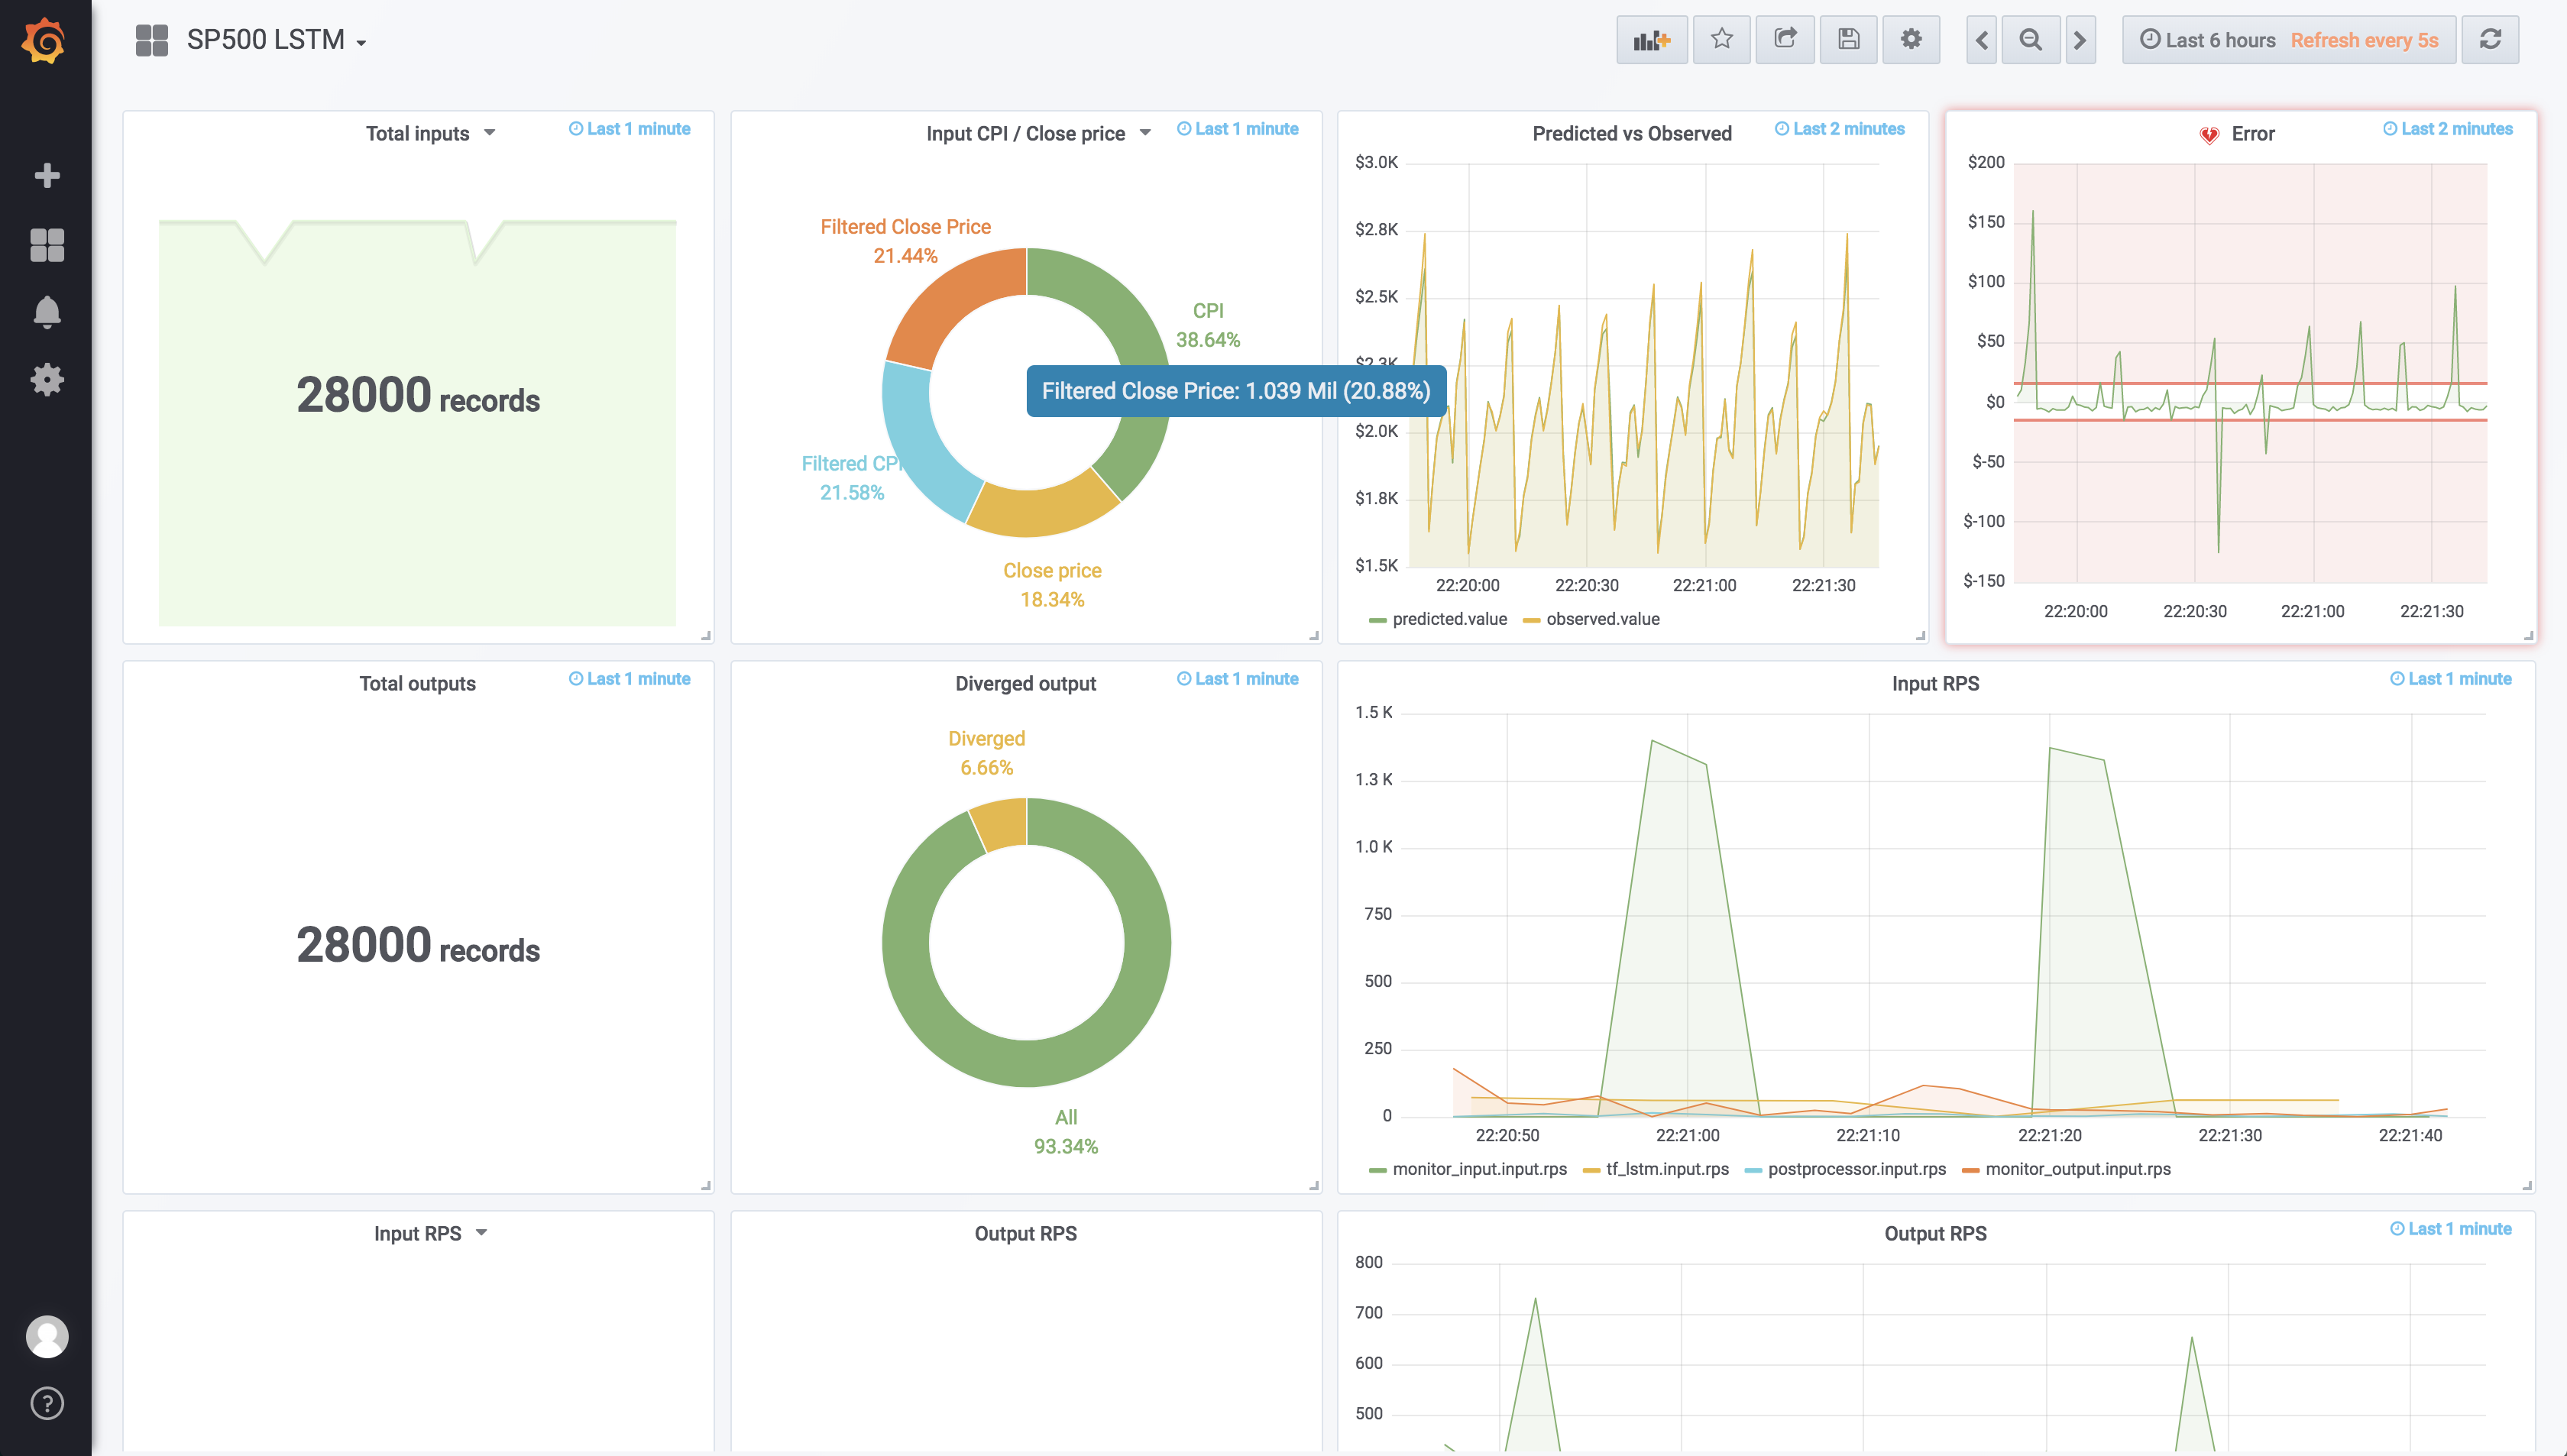 SP500 LSTM
Last 6 hours Refresh every 5s
Total inputs
Last 1 minute
28000 records
Input CPI / Close price
Last 1 minute
Filtered Close Price
21.44%
CPI
38.64%
Filtered Close Price: 1.039 Mil (20.88%)
Filtered CPI
21.58%
Close price
18.34%
Predicted vs Observed
Last 2 minutes
$3.0K
$2.8K
$2.5K
$2.3K
$2.0K
$1.8K
$1.5K
22:20:00 22:20:30 22:21:00 22:21:30
predicted.value observed.value
Error
Last 2 minutes
$200
$150
$100
$50
$0
$-50
$-100
$-150
22:20:00 22:20:30 22:21:00 22:21:30
Total outputs
Last 1 minute
28000 records
Diverged output
Last 1 minute
Diverged
6.66%
All
93.34%
Input RPS
Last 1 minute
1.5 K
1.3 K
1.0 K
750
500
250
0
22:20:50 22:21:00 22:21:10 22:21:20 22:21:30 22:21:40
monitor_input.input.rps tf_lstm.input.rps postprocessor.input.rps monitor_output.input.rps
Input RPS
Output RPS
Output RPS
Last 1 minute
800
700
600
500